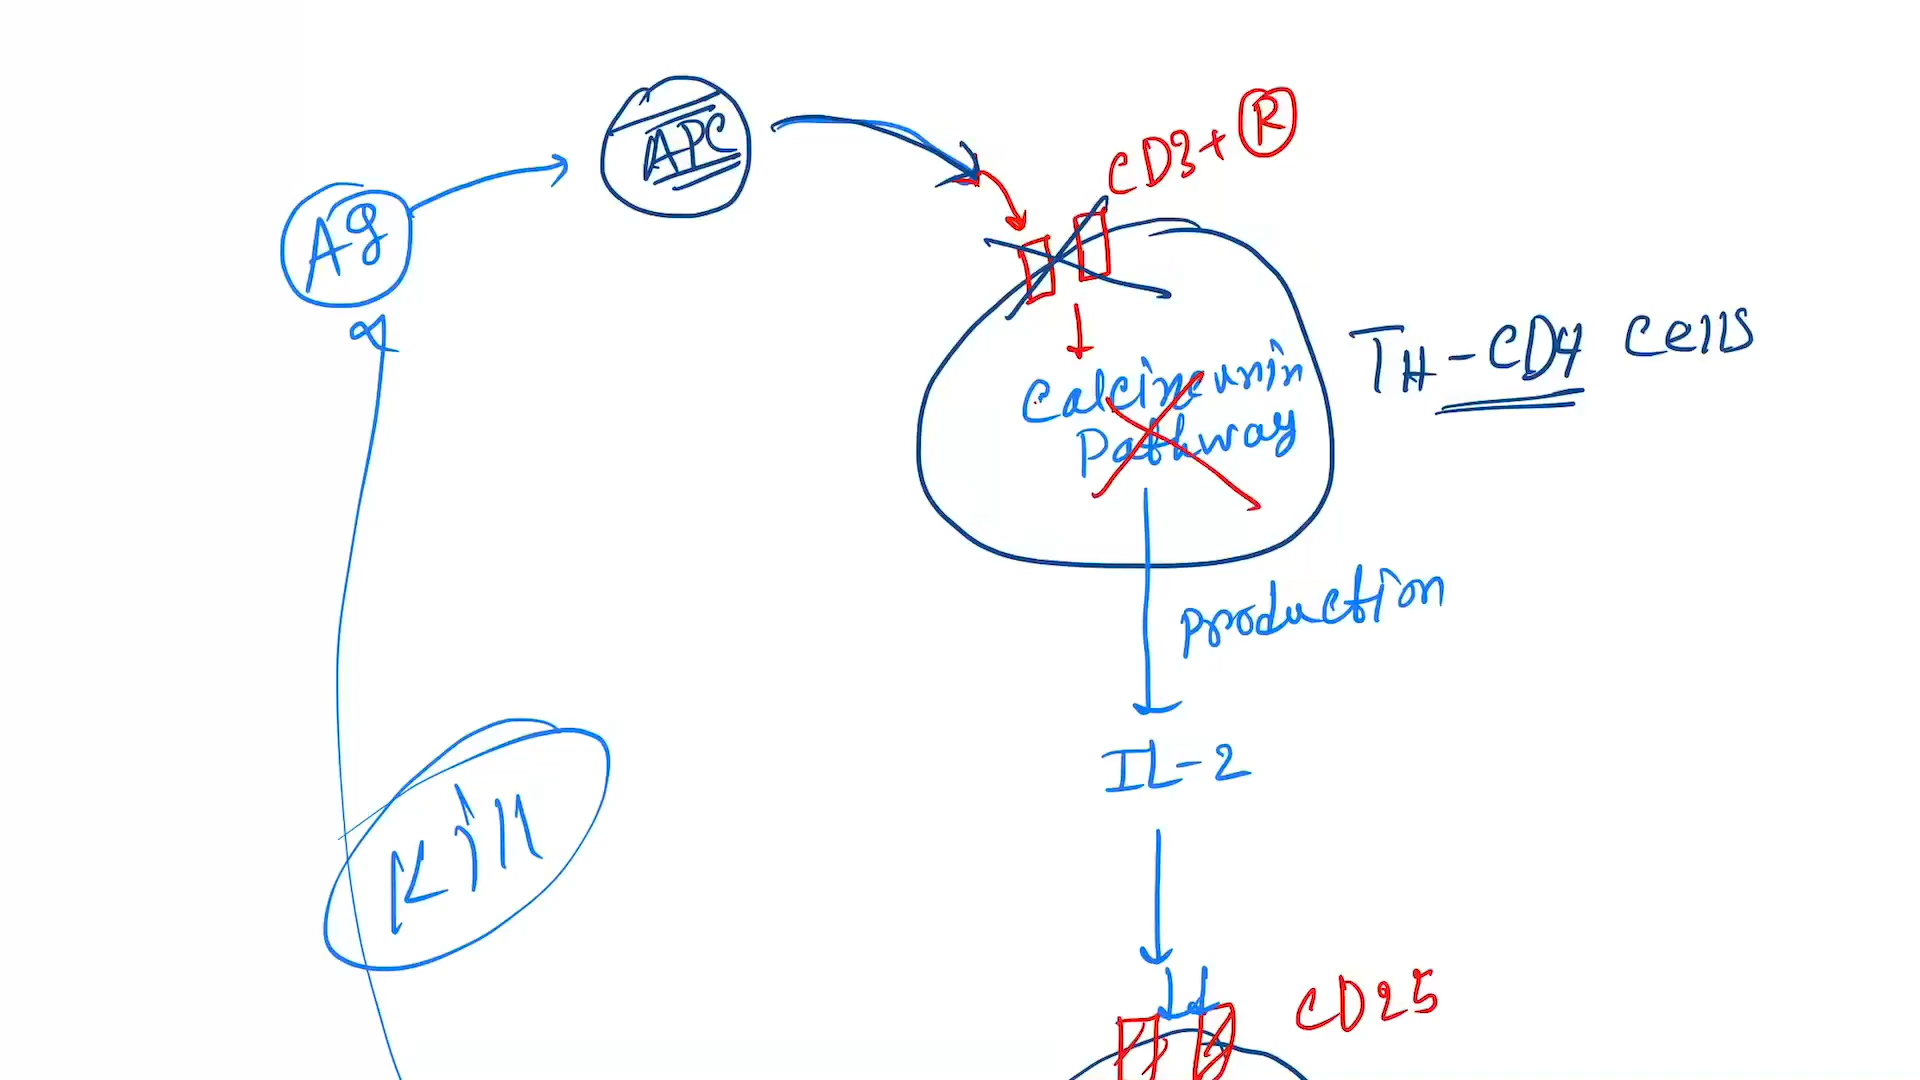 APC
CD3+ R
Ag
TH-CD4 cells
Calcineurin
Pathway
production
IL-2
Kill
CD25